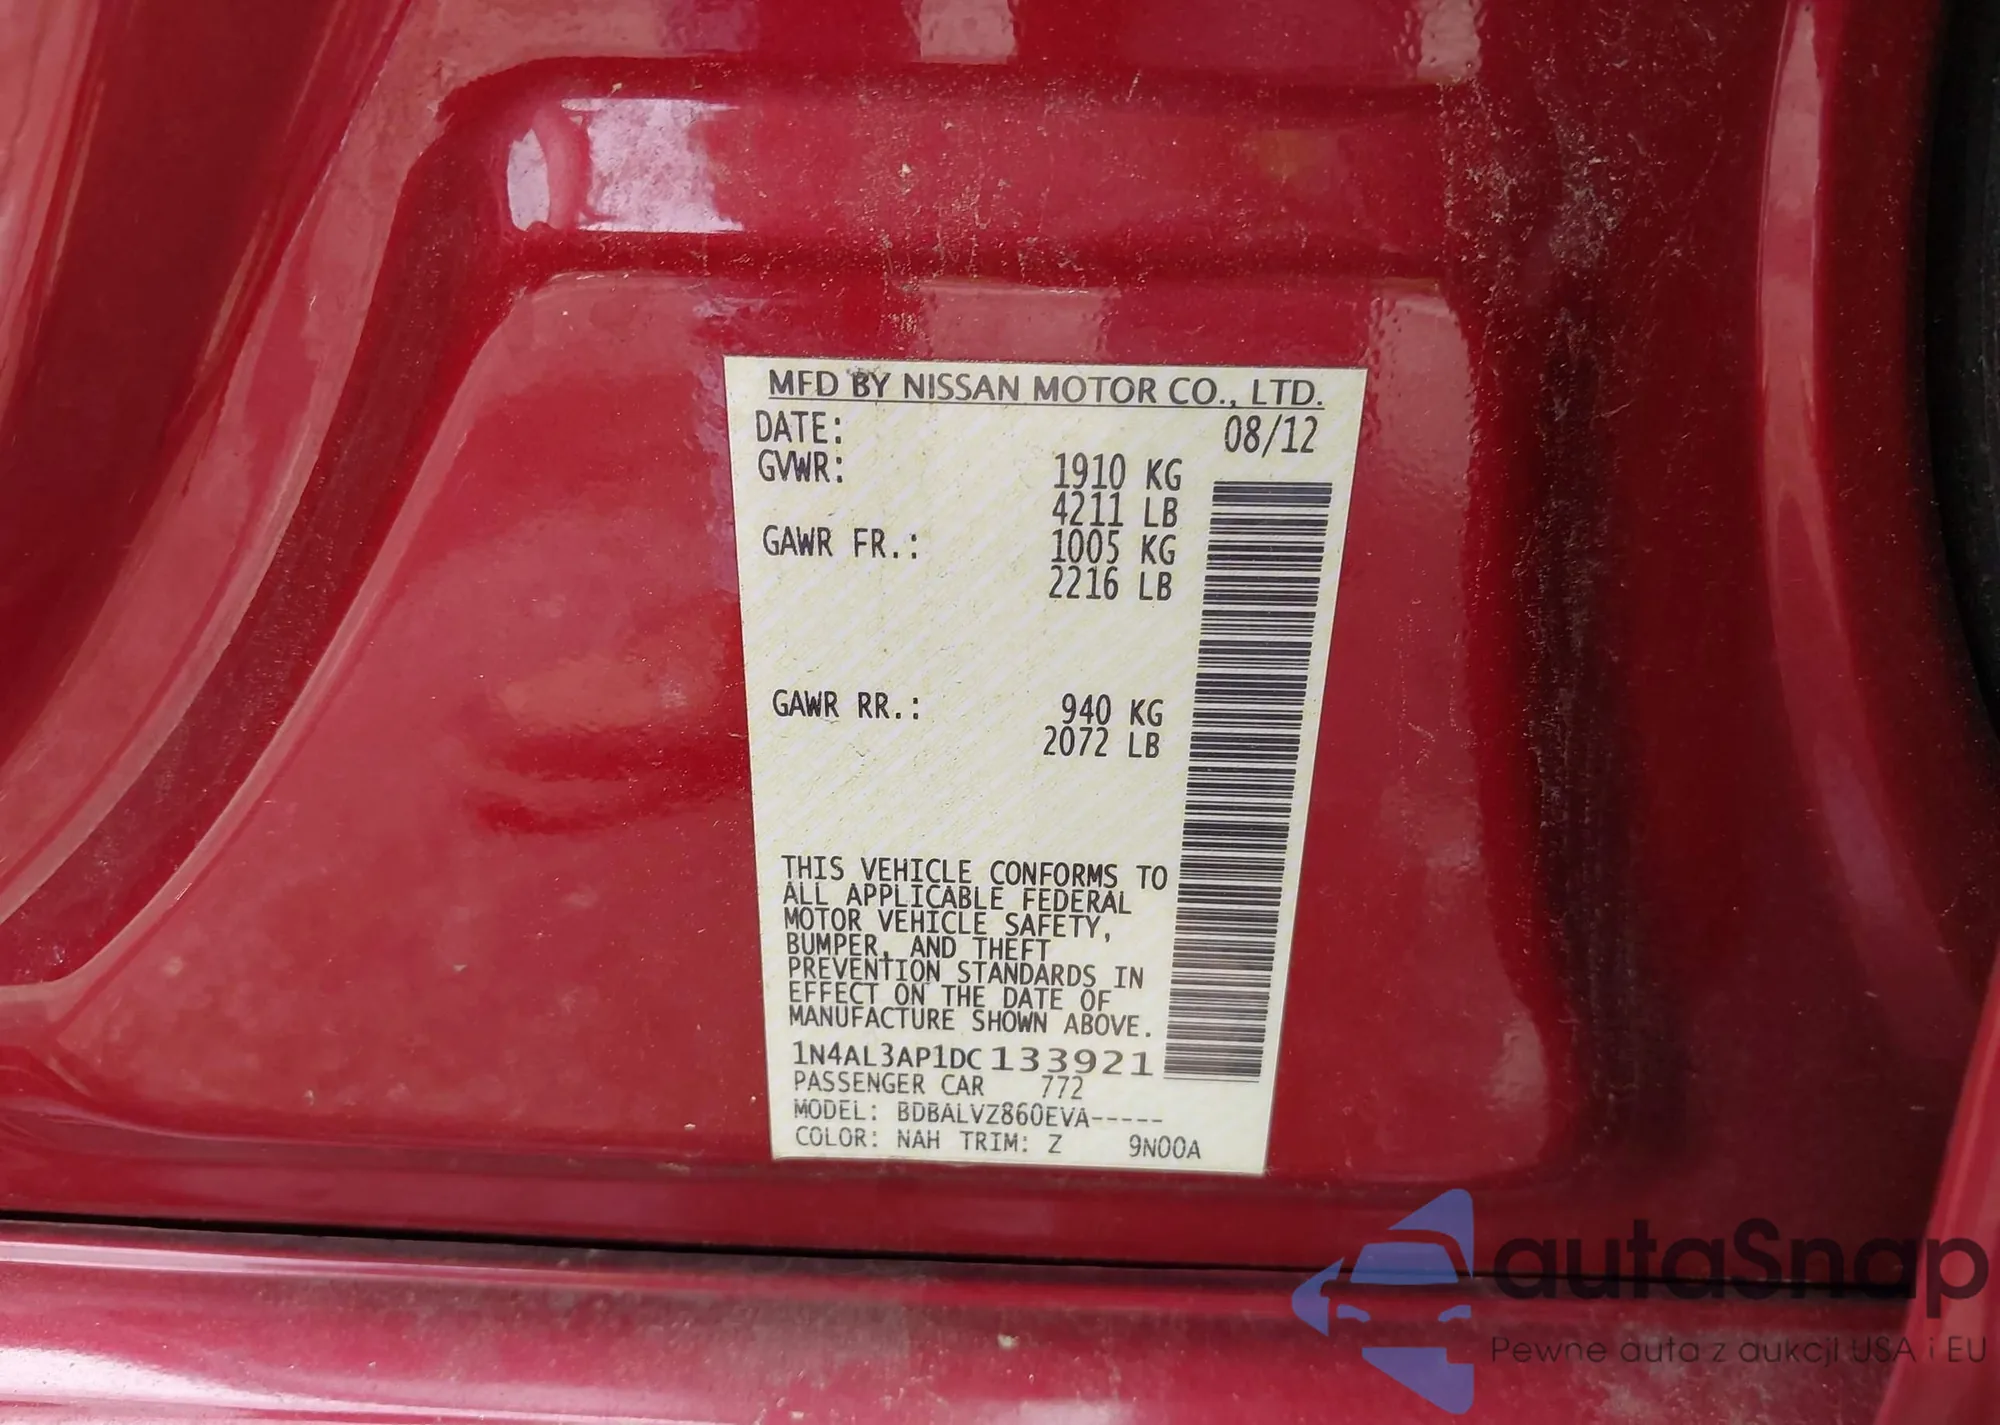 MFD BY NISSAN MOTOR CO., LTD.
DATE: 08/12
GVWR: 1910 KG
4211 LB
GAWR FR.: 1005 KG
2216 LB
GAWR RR.: 940 KG
2072 LB
THIS VEHICLE CONFORMS TO
ALL APPLICABLE FEDERAL
MOTOR VEHICLE SAFETY,
BUMPER, AND THEFT
PREVENTION STANDARDS IN
EFFECT ON THE DATE OF
MANUFACTURE SHOWN ABOVE.
1N4AL3AP1DC133921
PASSENGER CAR 772
MODEL: BDBALVZ860EVA-----
COLOR: NAH TRIM: Z 9N00A
autaSnap
Pewne auta z aukcji USA i EU